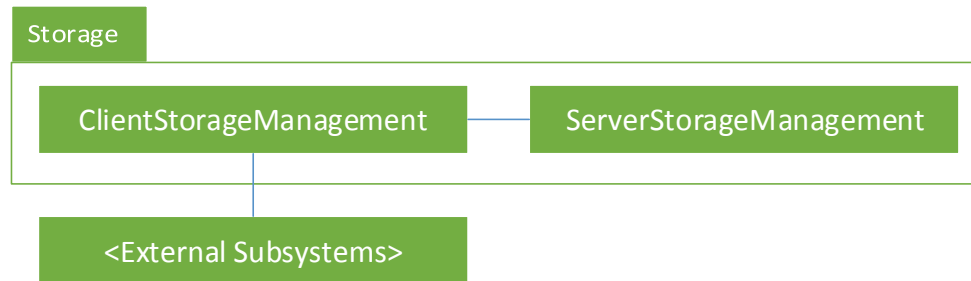 Storage
ClientStorageManagement
ServerStorageManagement
<External Subsystems>